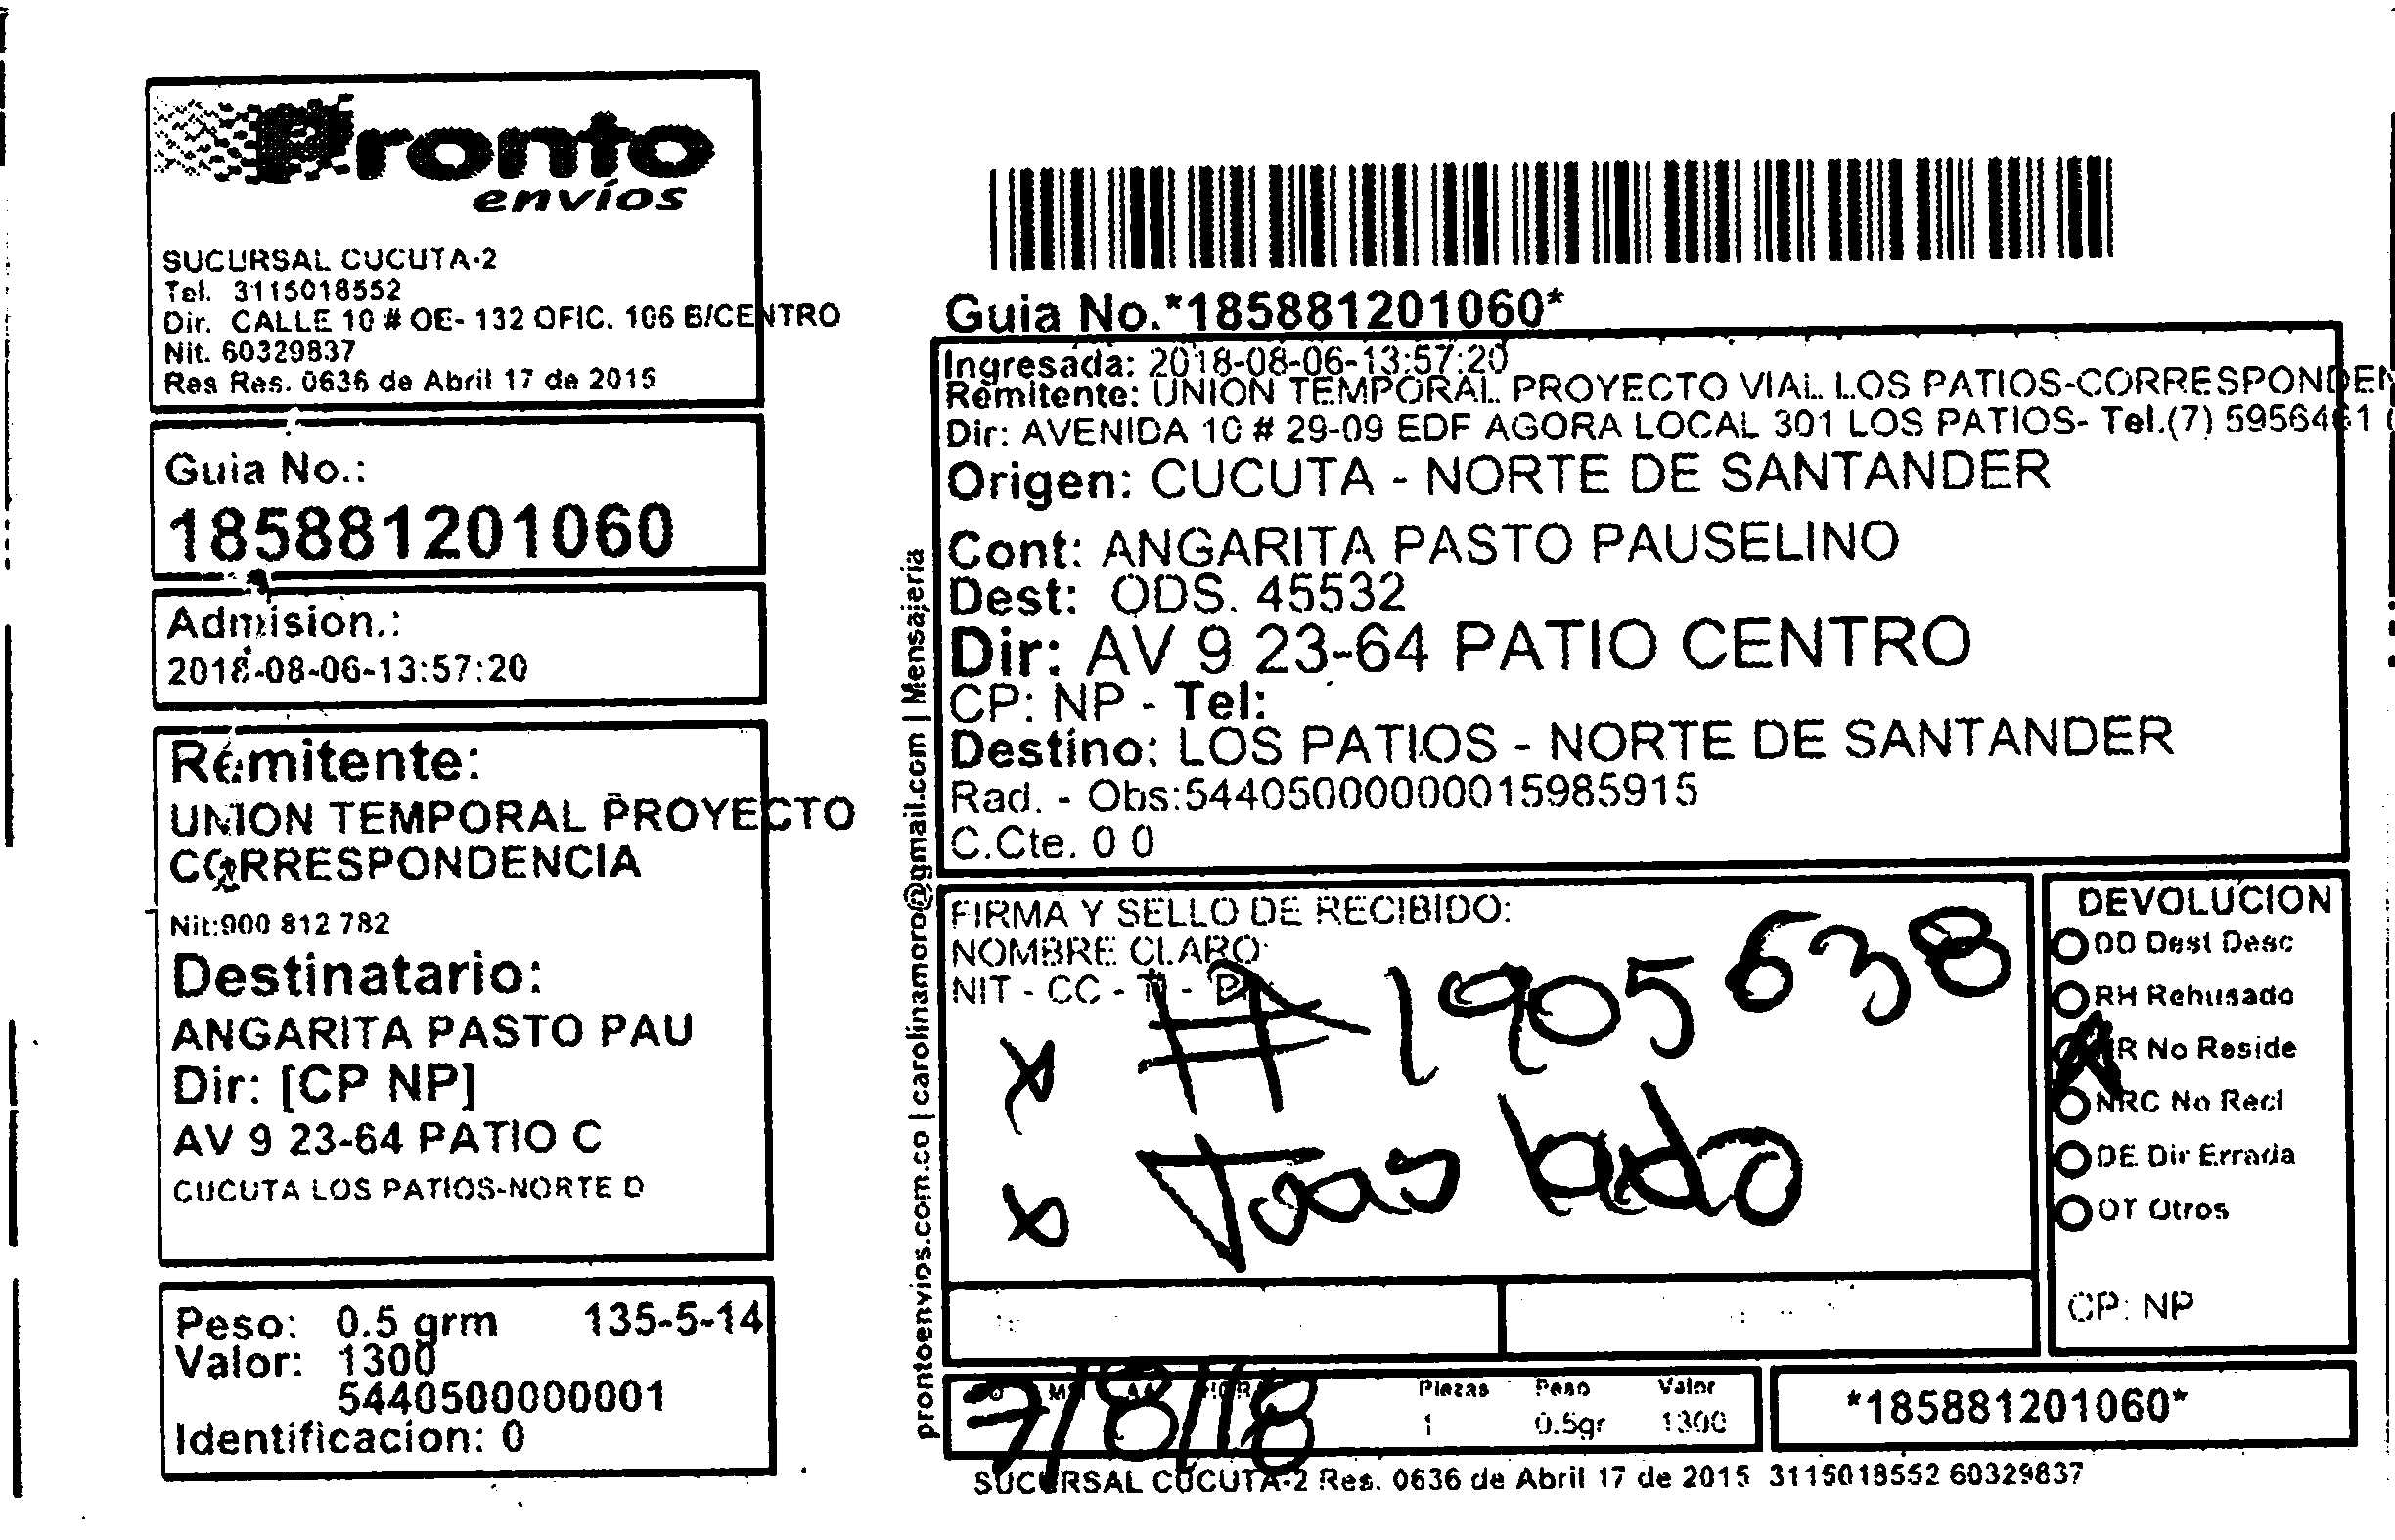 Pronto
envíos
SUCURSAL CUCUTA-2
Tel. 3115018552
Dir. CALLE 10 # OE- 132 OFIC. 106 B/CENTRO
Nit. 60329837
Res Res. 0636 de Abril 17 de 2015
Guia No.:
185881201060
Admision.:
2018-08-06-13:57:20
Remitente:
UNION TEMPORAL PROYECTO
CORRESPONDENCIA
Nit:900 812 782
Destinatario:
ANGARITA PASTO PAU
Dir: [CP NP]
AV 9 23-64 PATIO C
CUCUTA LOS PATIOS-NORTE D
Peso: 0.5 grm 135-5-14
Valor: 1300
5440500000001
Identificacion: 0
prontoenvios.com.co | carolinamoro@gmail.com | Mensajeria
Guia No.*185881201060*
Ingresada: 2018-08-06-13:57:20
Remitente: UNION TEMPORAL PROYECTO VIAL LOS PATIOS-CORRESPONDEN
Dir: AVENIDA 10 # 29-09 EDF AGORA LOCAL 301 LOS PATIOS- Tel.(7) 5956461
Origen: CUCUTA - NORTE DE SANTANDER
Cont: ANGARITA PASTO PAUSELINO
Dest: ODS. 45532
Dir: AV 9 23-64 PATIO CENTRO
CP: NP - Tel:
Destino: LOS PATIOS - NORTE DE SANTANDER
Rad. - Obs:544050000000015985915
C.Cte. 0 0
FIRMA Y SELLO DE RECIBIDO:
NOMBRE CLARO:
NIT - CC - TI -
# 1905638
DEVOLUCION
DD Dest Desc
RH Rehusado
NR No Reside
NRC No Recl
DE Dir Errada
OT Otros
CP: NP
7/8/18
Piezas Peso Valor
1 0.5gr 1300
*185881201060*
SUCURSAL CUCUTA-2 Res. 0636 de Abril 17 de 2015 3115018552 60329837